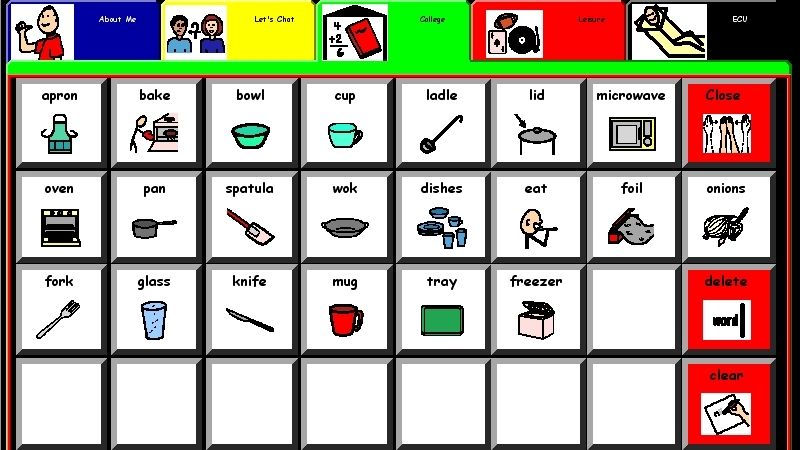 About Me
Let's Chat
College
Leisure
ECU
4
+2
6
apron
bake
bowl
cup
ladle
lid
microwave
Close
oven
pan
spatula
wok
dishes
eat
foil
onions
fork
glass
knife
mug
tray
freezer
delete
word
clear